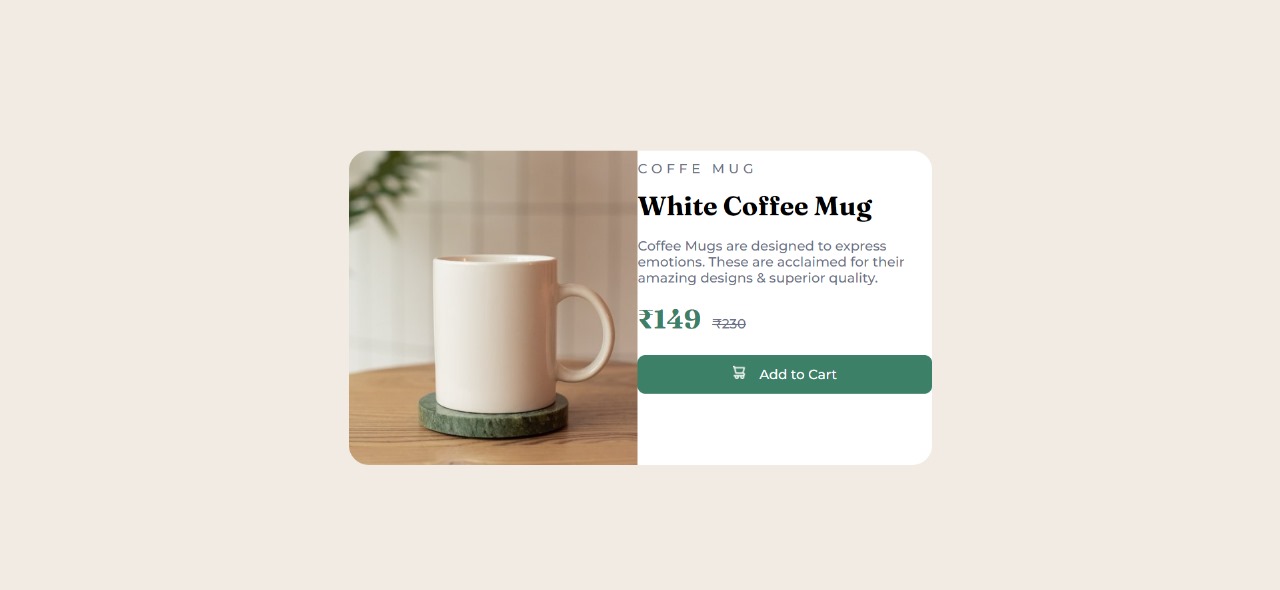 COFFE MUG
White Coffee Mug
Coffee Mugs are designed to express
emotions. These are acclaimed for their
amazing designs & superior quality.
₹149 ₹230
Add to Cart